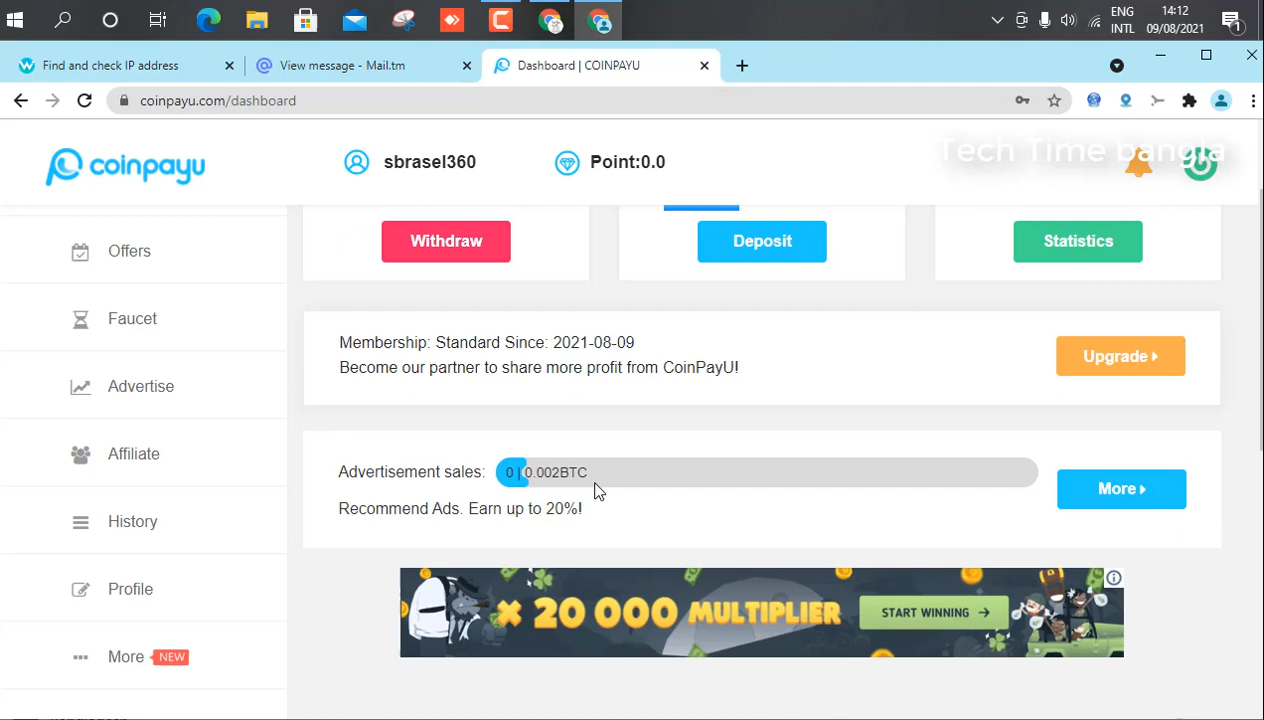 ENG
INTL
14:12
09/08/2021
1
Find and check IP address
View message - Mail.tm
Dashboard | COINPAYU
coinpayu.com/dashboard
coinpayu
sbrasel360
Point:0.0
Tech Time bangla
Offers
Faucet
Advertise
Affiliate
History
Profile
More NEW
Withdraw
Deposit
Statistics
Membership: Standard Since: 2021-08-09
Become our partner to share more profit from CoinPayU!
Upgrade
Advertisement sales: 0 | 0.002BTC
Recommend Ads. Earn up to 20%!
More
x 20 000 MULTIPLIER
START WINNING →